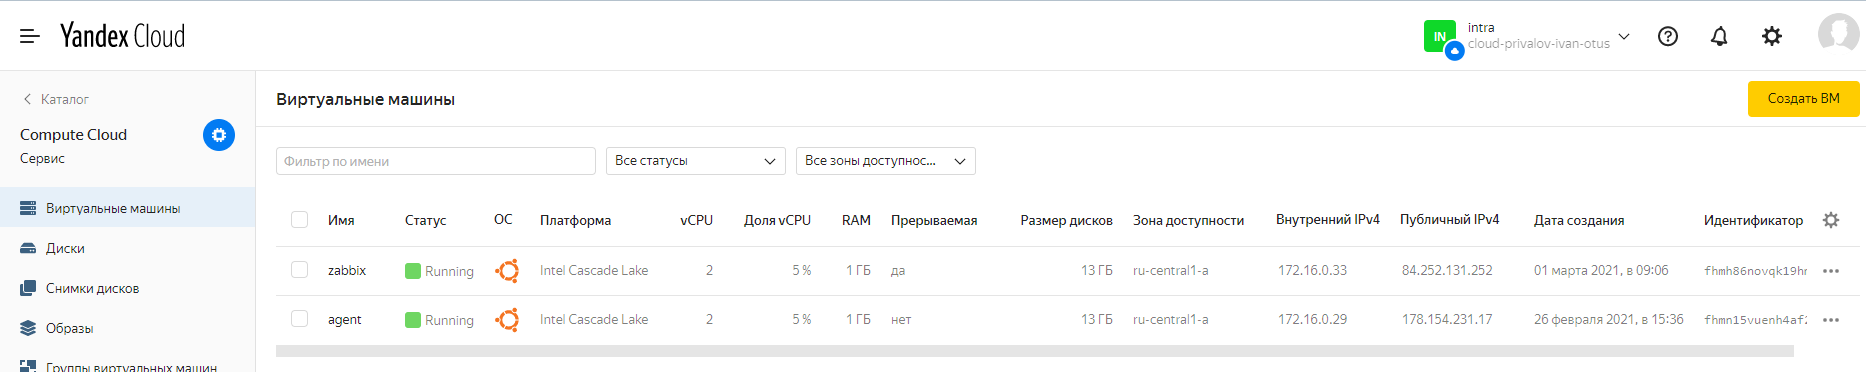 Yandex Cloud
IN
intra
cloud-privalov-ivan-otus
Каталог
Compute Cloud
Сервис
Виртуальные машины
Диски
Снимки дисков
Образы
Группы виртуальных машин
Виртуальные машины
Создать ВМ
Фильтр по имени
Все статусы
Все зоны доступнос...
Имя Статус ОС Платформа vCPU Доля vCPU RAM Прерываемая Размер дисков Зона доступности Внутренний IPv4 Публичный IPv4 Дата создания Идентификатор
zabbix Running Intel Cascade Lake 2 5 % 1 ГБ да 13 ГБ ru-central1-a 172.16.0.33 84.252.131.252 01 марта 2021, в 09:06 fhmh86novqk19hr
agent Running Intel Cascade Lake 2 5 % 1 ГБ нет 13 ГБ ru-central1-a 172.16.0.29 178.154.231.17 26 февраля 2021, в 15:36 fhmn15vuenh4af2